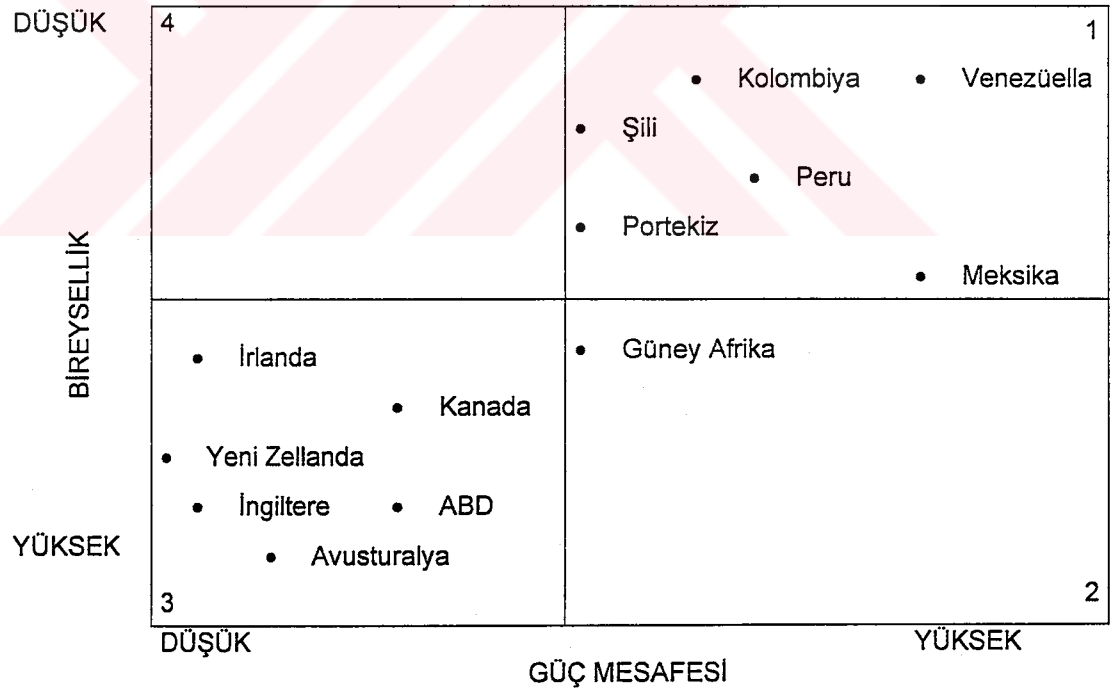 DÜŞÜK
4
1
Kolombiya
Venezüella
Şili
Peru
Portekiz
Meksika
BİREYSELLİK
İrlanda
Güney Afrika
Kanada
Yeni Zellanda
İngiltere
ABD
YÜKSEK
Avusturalya
3
2
DÜŞÜK
YÜKSEK
GÜÇ MESAFESİ